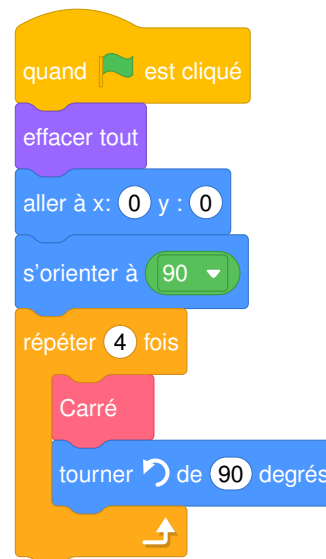 quand est cliqué
effacer tout
aller à x: 0 y : 0
s'orienter à 90
répéter 4 fois
Carré
tourner de 90 degrés